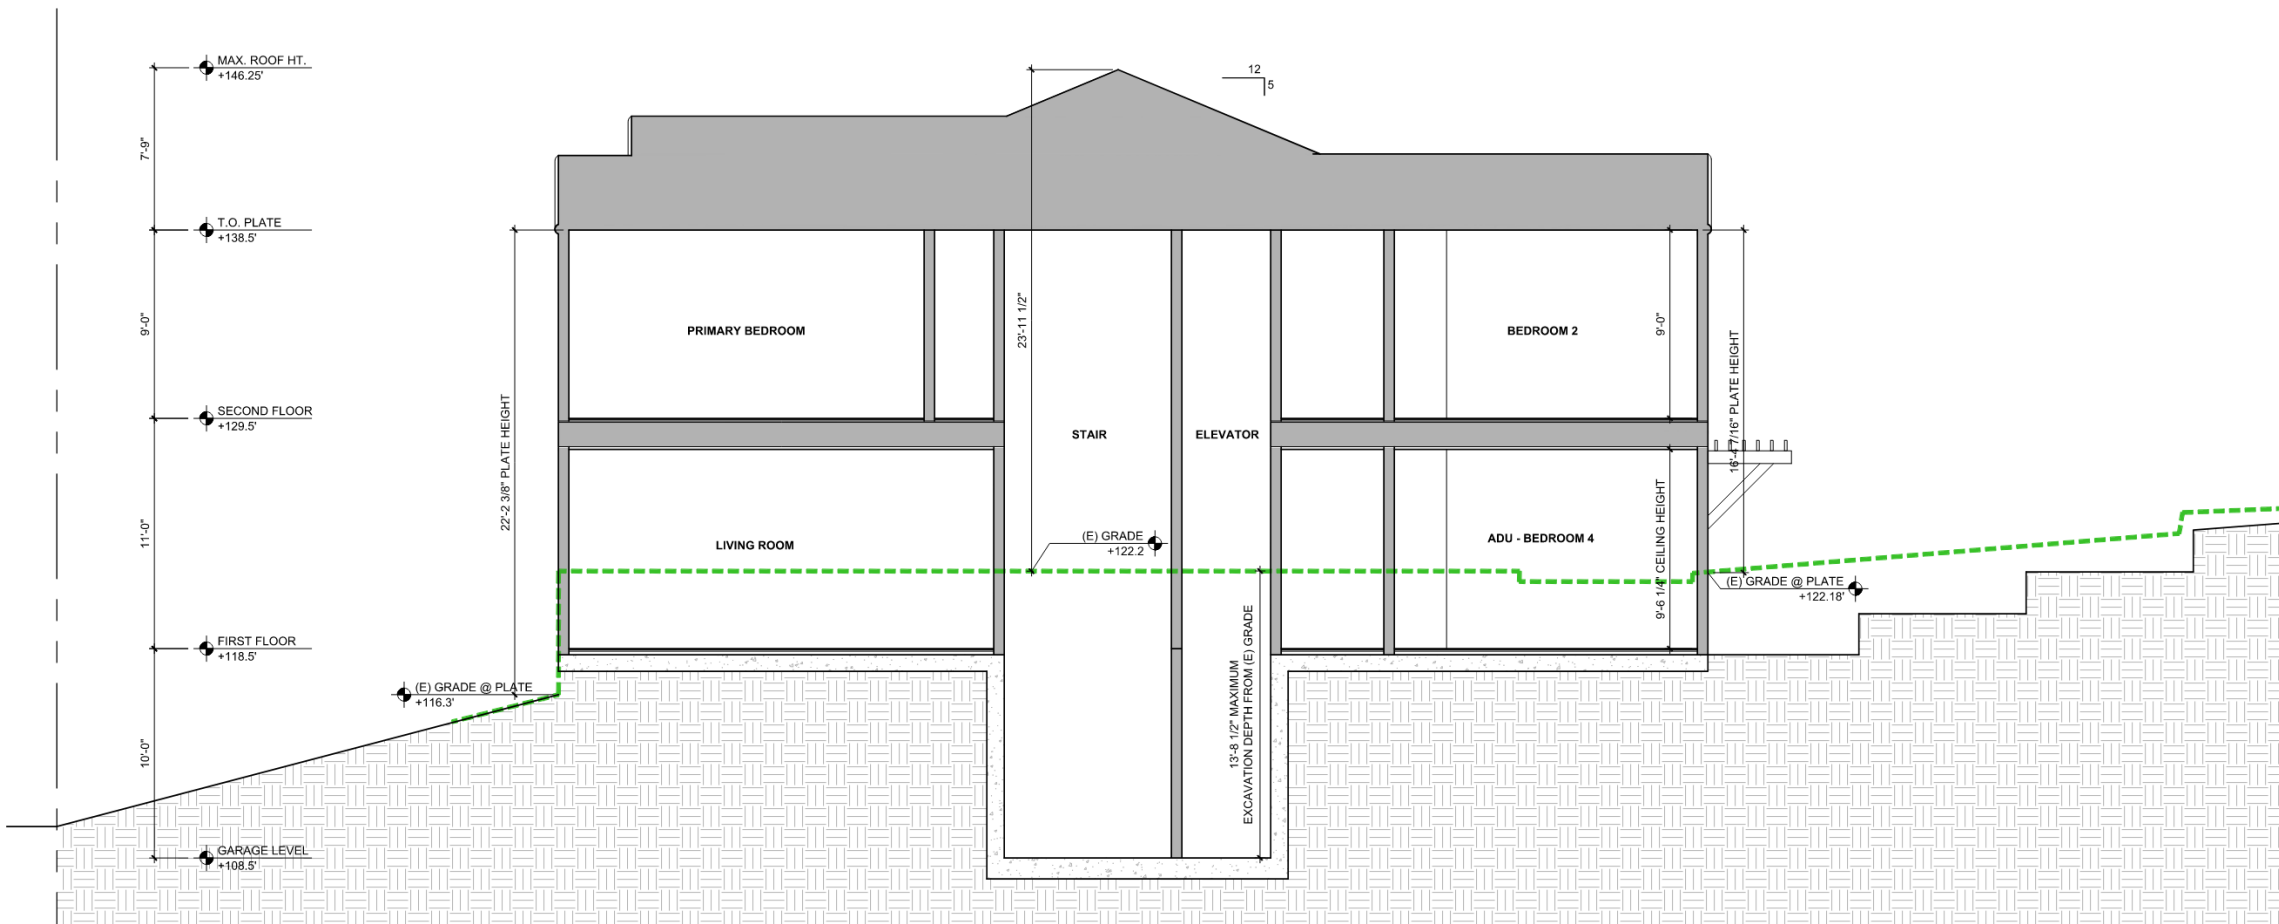 MAX. ROOF HT.
+146.25'
12
5
7'-9"
T.O. PLATE
+138.5'
9'-0"
23'-11 1/2"
PRIMARY BEDROOM
BEDROOM 2
9'-0"
16'-4 7/16" PLATE HEIGHT
SECOND FLOOR
+129.5'
22'-2 3/8" PLATE HEIGHT
STAIR
ELEVATOR
11'-0"
LIVING ROOM
(E) GRADE
+122.2
ADU - BEDROOM 4
9'-6 1/4" CEILING HEIGHT
(E) GRADE @ PLATE
+122.18'
FIRST FLOOR
+118.5'
(E) GRADE @ PLATE
+116.3'
13'-8 1/2" MAXIMUM
EXCAVATION DEPTH FROM (E) GRADE
10'-0"
GARAGE LEVEL
+108.5'